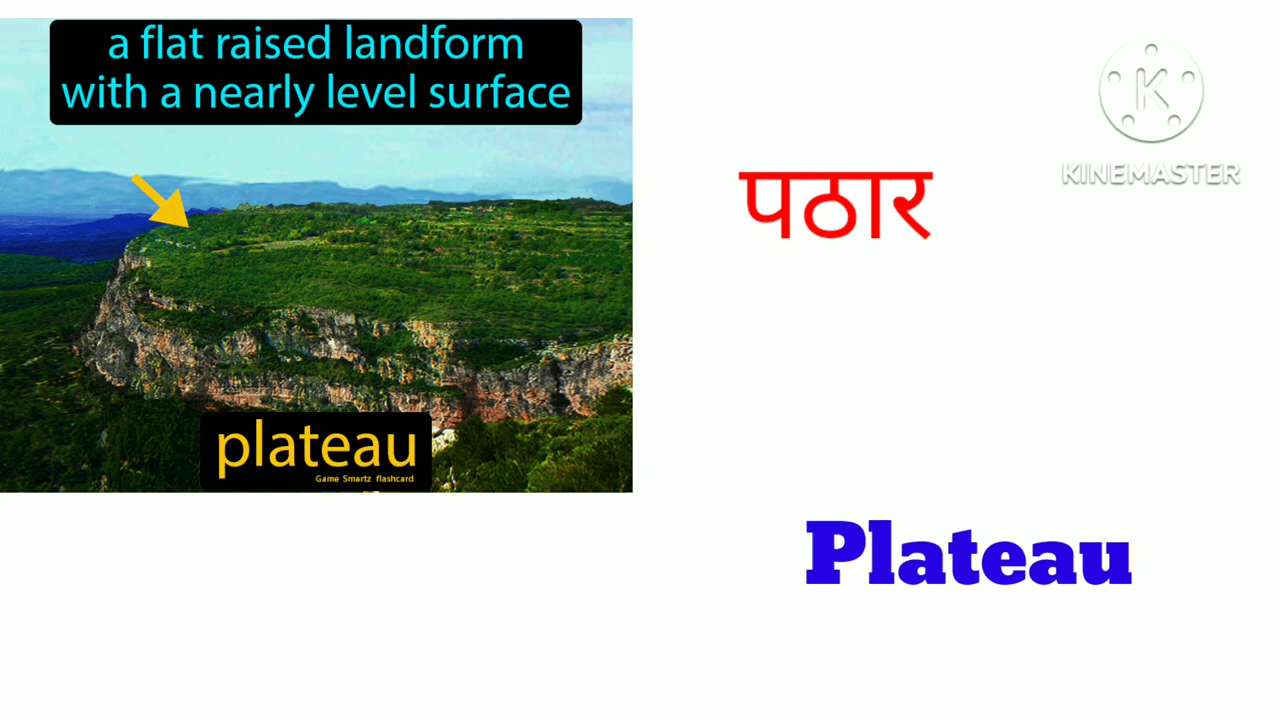 a flat raised landform
with a nearly level surface
plateau
Game Smartz flashcard
पठार
K
KINEMASTER
Plateau